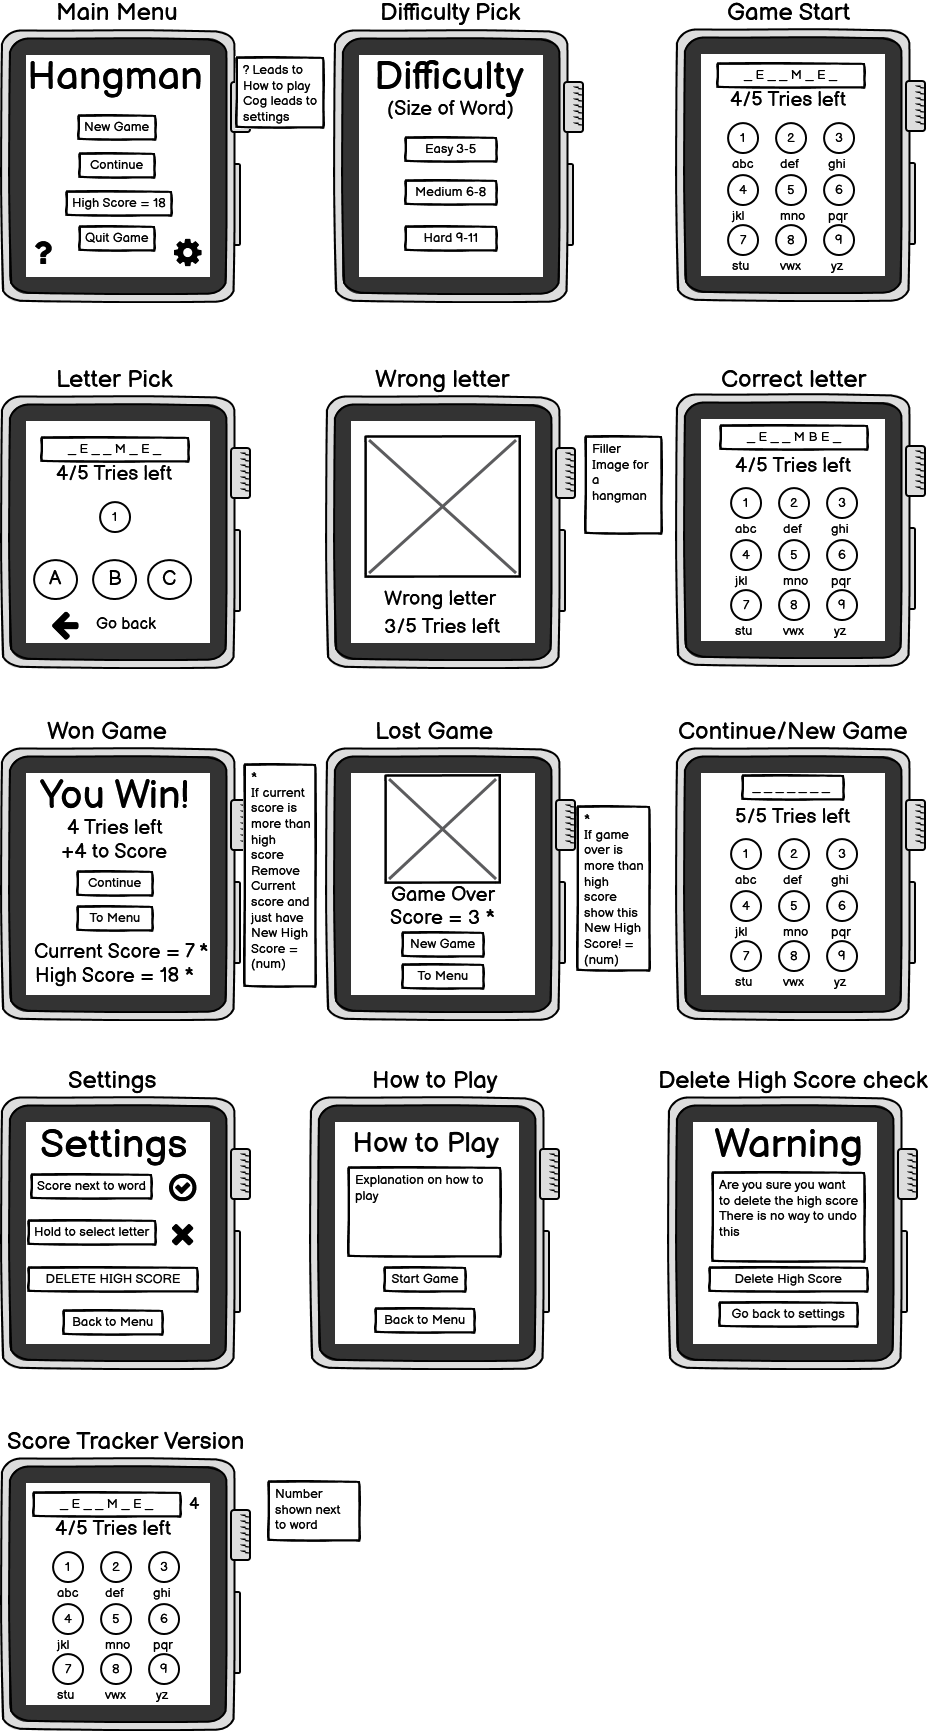 Main Menu
Hangman
New Game
Continue
High Score = 18
Quit Game
?
? Leads to
How to play
Cog leads to
settings
Difficulty Pick
Difficulty
(Size of Word)
Easy 3-5
Medium 6-8
Hard 9-11
Game Start
_ E _ _ M _ E _
4/5 Tries left
1 2 3
abc def ghi
4 5 6
jkl mno pqr
7 8 9
stu vwx yz
Letter Pick
_ E _ _ M _ E _
4/5 Tries left
1
A B C
Go back
Wrong letter
Wrong letter
3/5 Tries left
Filler
Image for
a
hangman
Correct letter
_ E _ _ M B E _
4/5 Tries left
1 2 3
abc def ghi
4 5 6
jkl mno pqr
7 8 9
stu vwx yz
Won Game
You Win!
4 Tries left
+4 to Score
Continue
To Menu
Current Score = 7 *
High Score = 18 *
*
If current
score is
more than
high
score
Remove
Current
score and
just have
New High
Score =
(num)
Lost Game
Game Over
Score = 3 *
New Game
To Menu
*
If game
over is
more than
high
score
show this
New High
Score! =
(num)
Continue/New Game
_ _ _ _ _ _ _
5/5 Tries left
1 2 3
abc def ghi
4 5 6
jkl mno pqr
7 8 9
stu vwx yz
Settings
Settings
Score next to word
Hold to select letter
DELETE HIGH SCORE
Back to Menu
How to Play
How to Play
Explanation on how to
play
Start Game
Back to Menu
Delete High Score check
Warning
Are you sure you want
to delete the high score
There is no way to undo
this
Delete High Score
Go back to settings
Score Tracker Version
_ E _ _ M _ E _ 4
4/5 Tries left
1 2 3
abc def ghi
4 5 6
jkl mno pqr
7 8 9
stu vwx yz
Number
shown next
to word